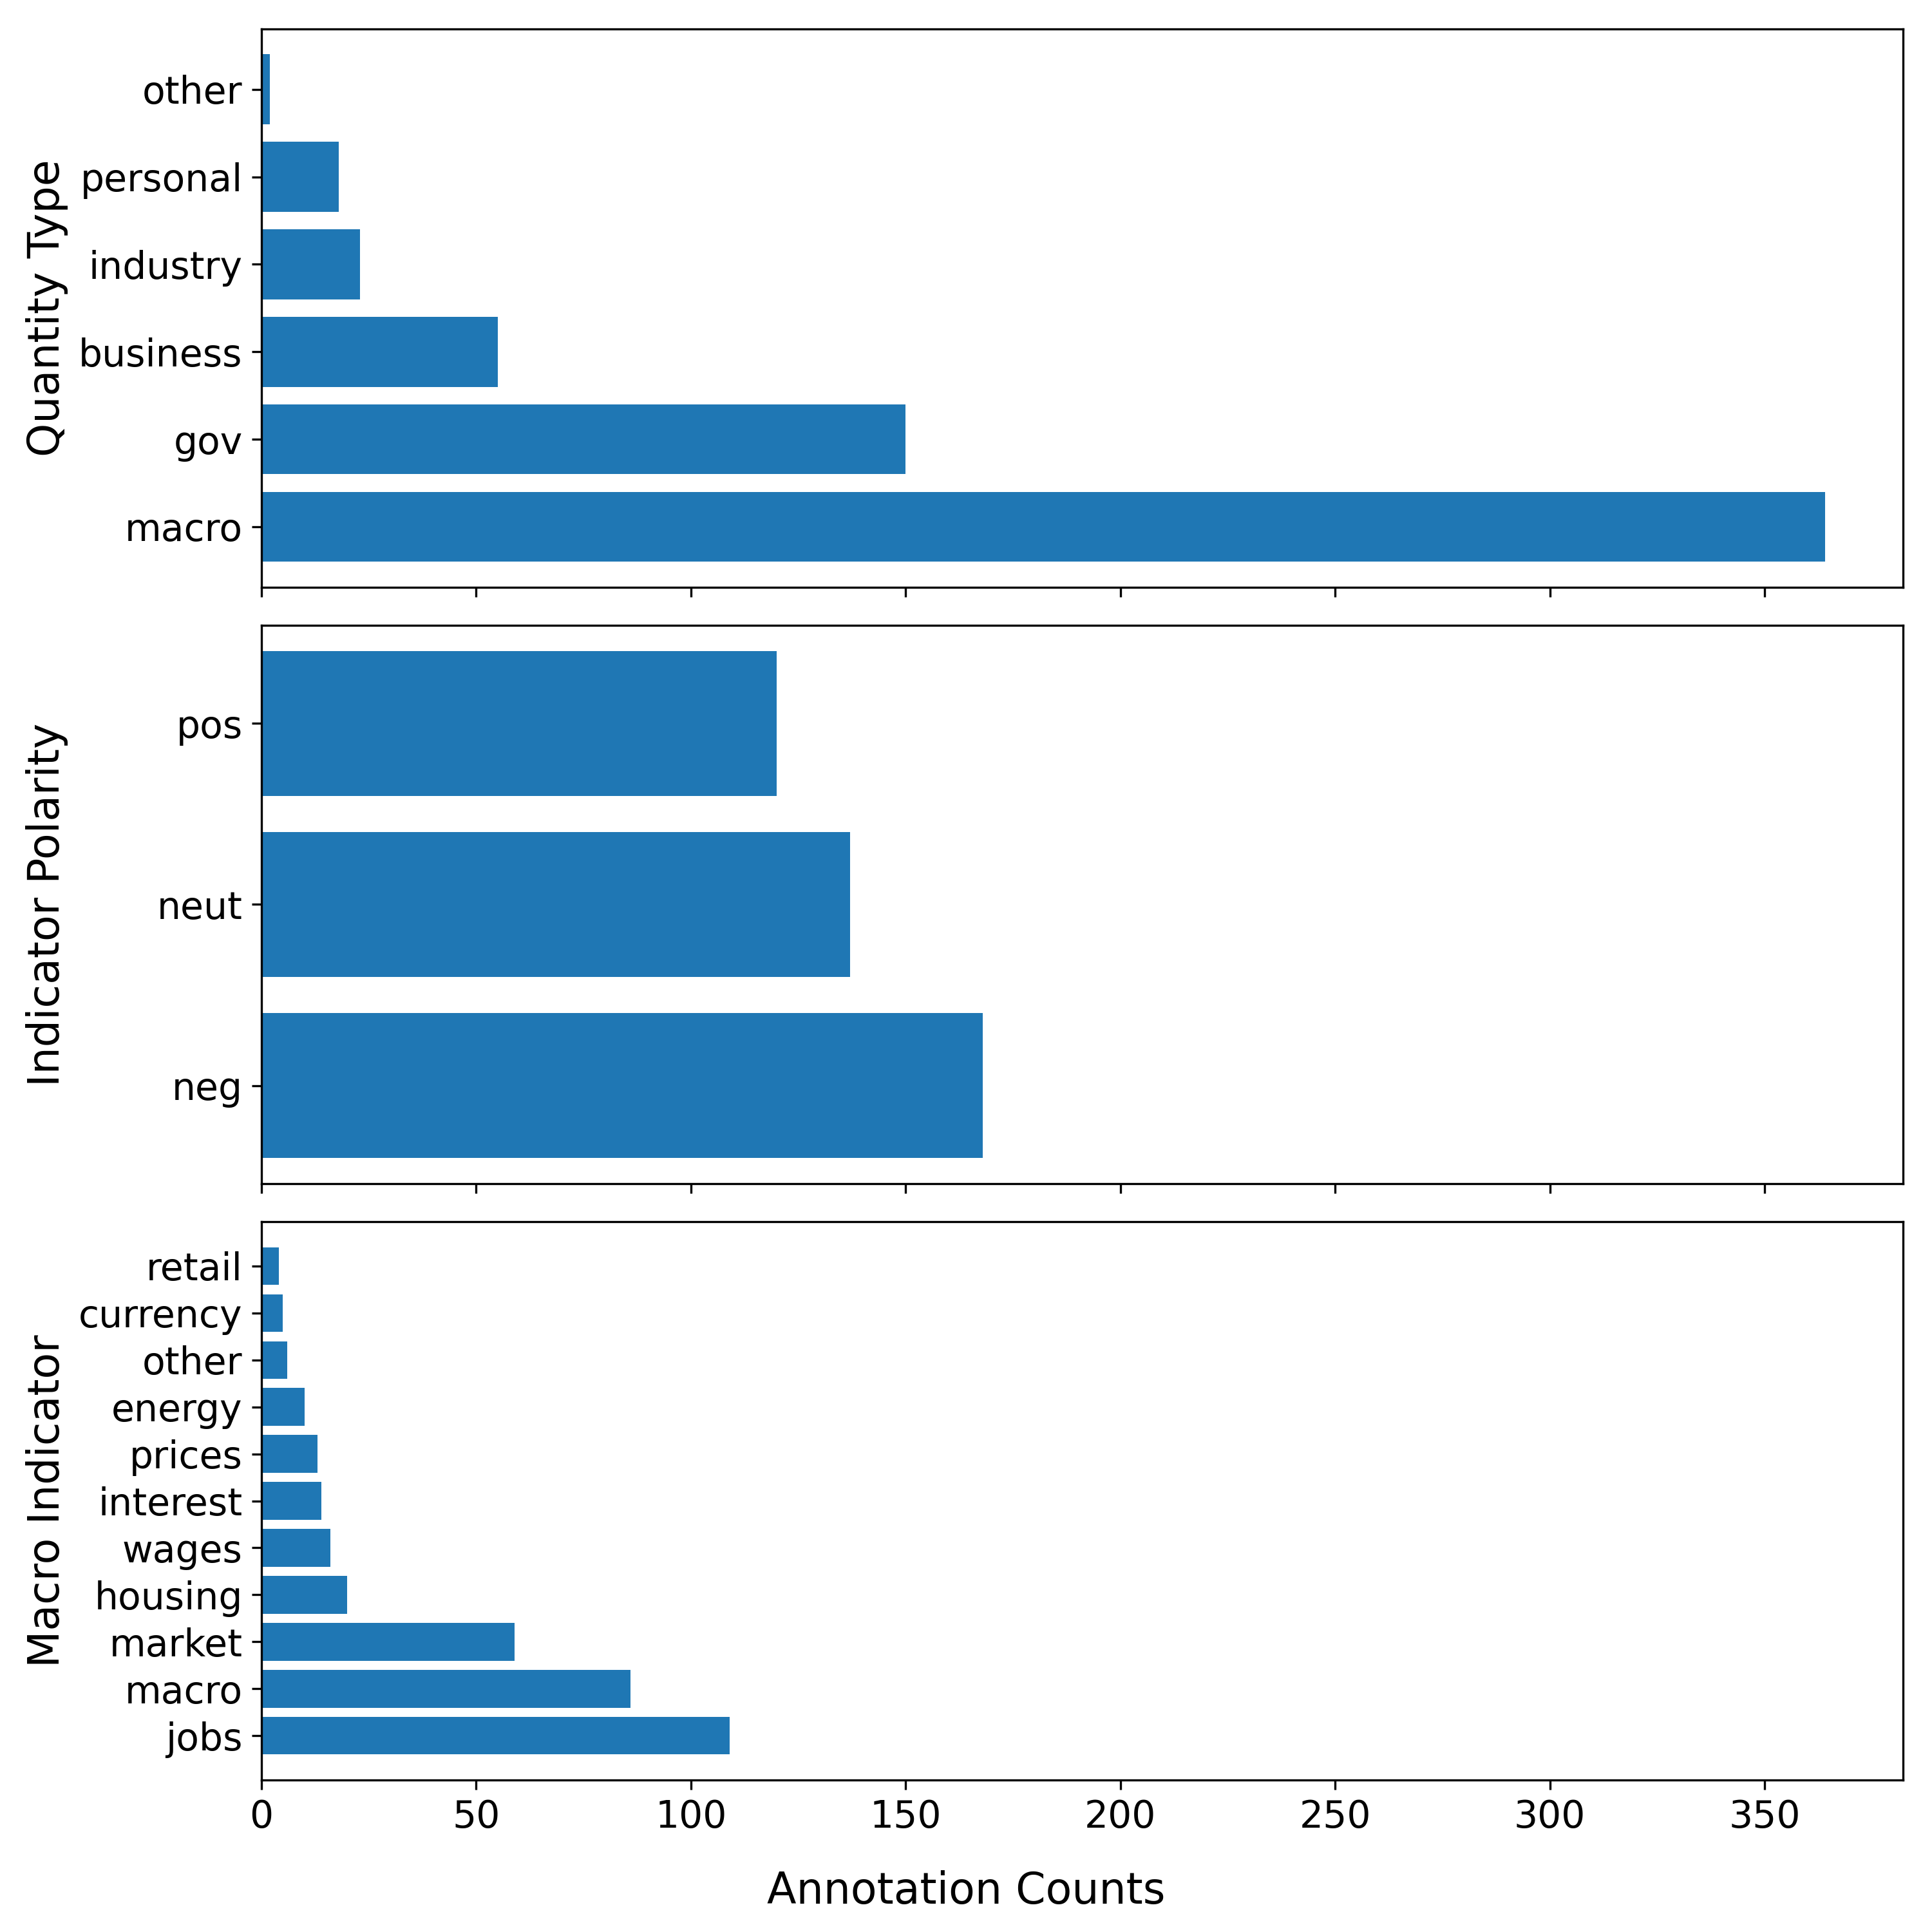 Quantity Type
other
personal
industry
business
gov
macro
Indicator Polarity
pos
neut
neg
Macro Indicator
retail
currency
other
energy
prices
interest
wages
housing
market
macro
jobs
0 50 100 150 200 250 300 350
Annotation Counts